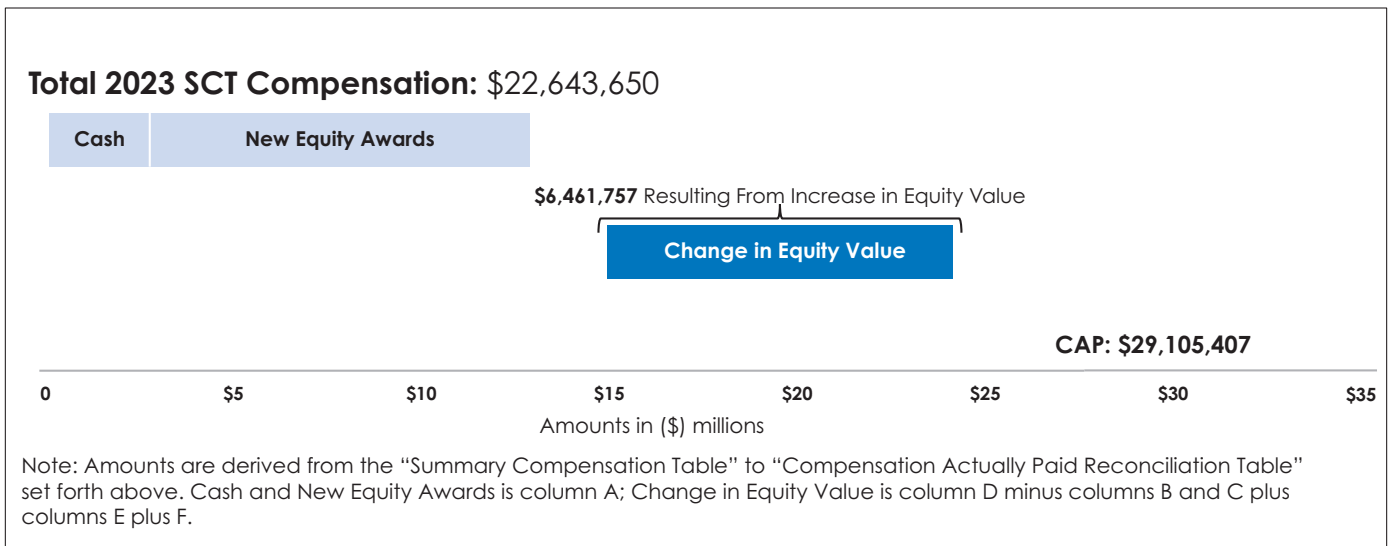 Total 2023 SCT Compensation: $22,643,650
Cash New Equity Awards
$6,461,757 Resulting From Increase in Equity Value
Change in Equity Value
CAP: $29,105,407
0 $5 $10 $15 $20 $25 $30 $35
Amounts in ($) millions
Note: Amounts are derived from the “Summary Compensation Table” to “Compensation Actually Paid Reconciliation Table”
set forth above. Cash and New Equity Awards is column A; Change in Equity Value is column D minus columns B and C plus
columns E plus F.